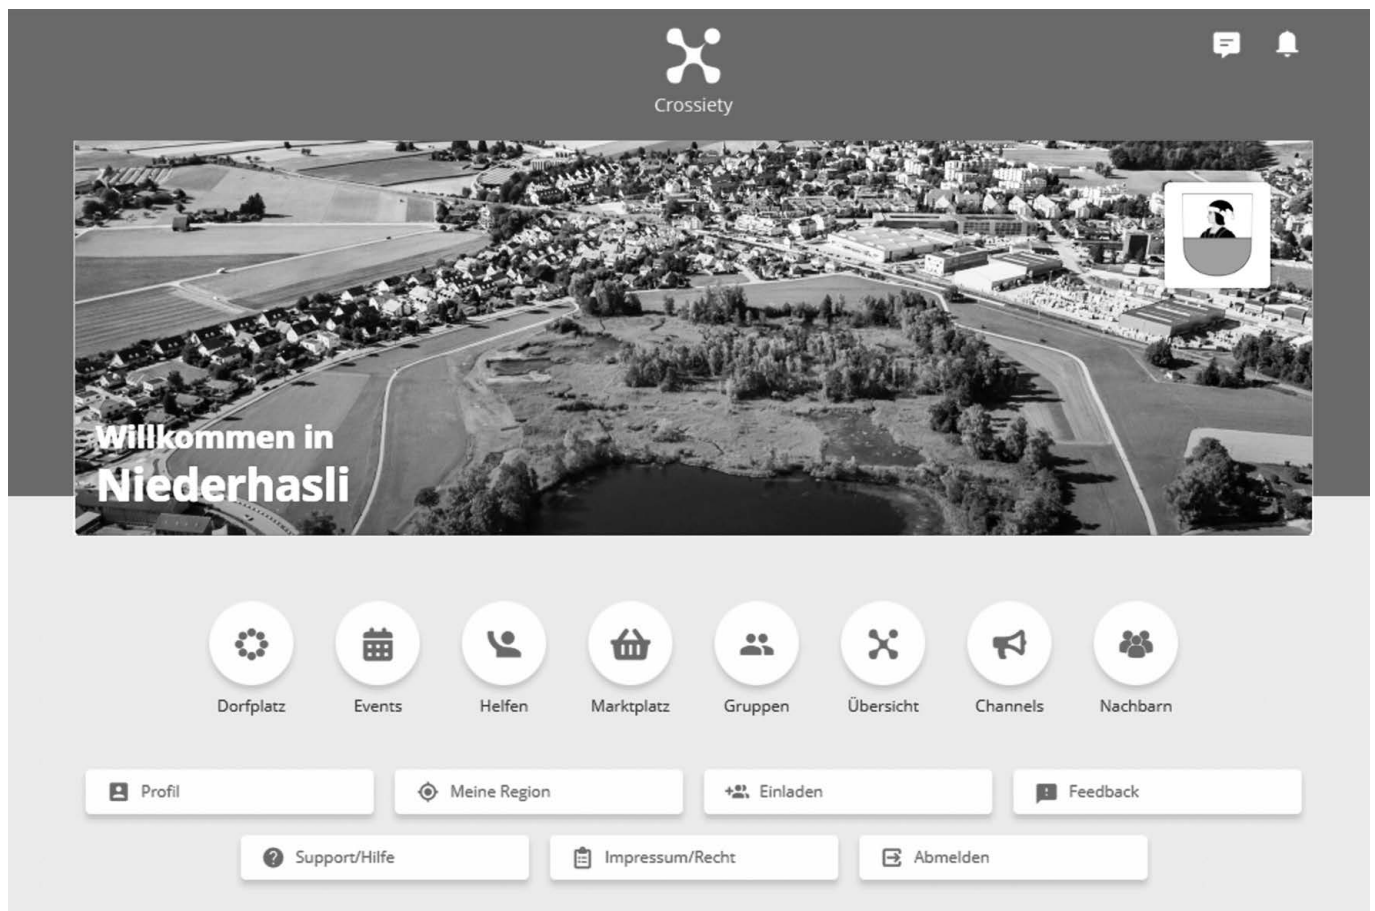 Crossiety
Willkommen in
Niederhasli
Dorfplatz
Events
Helfen
Marktplatz
Gruppen
Übersicht
Channels
Nachbarn
Profil
Meine Region
Einladen
Feedback
Support/Hilfe
Impressum/Recht
Abmelden